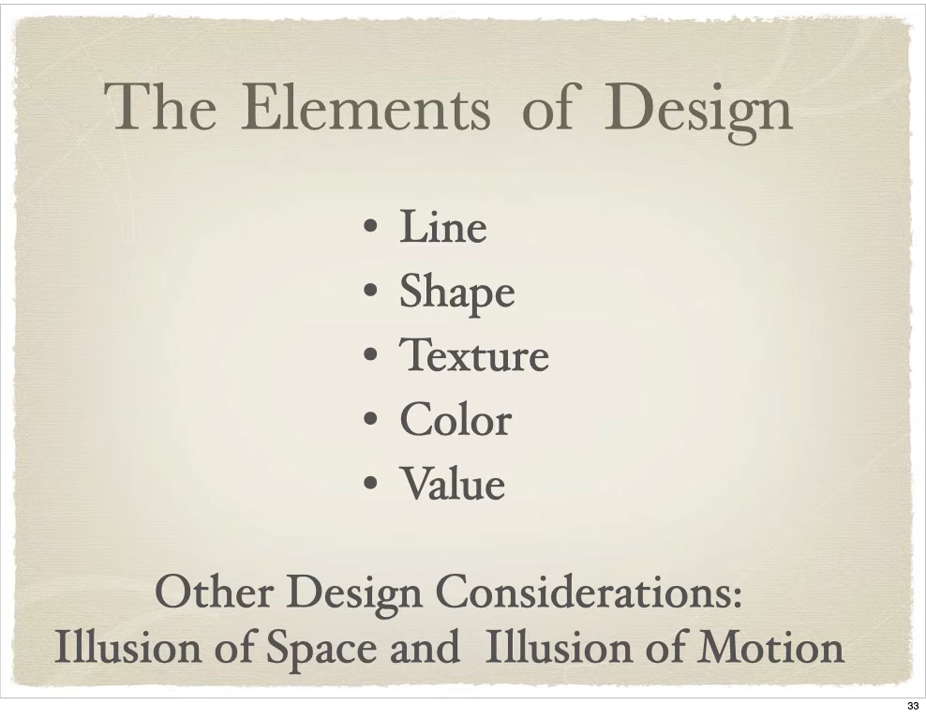 The Elements of Design
• Line
• Shape
• Texture
• Color
• Value
Other Design Considerations:
Illusion of Space and Illusion of Motion
33